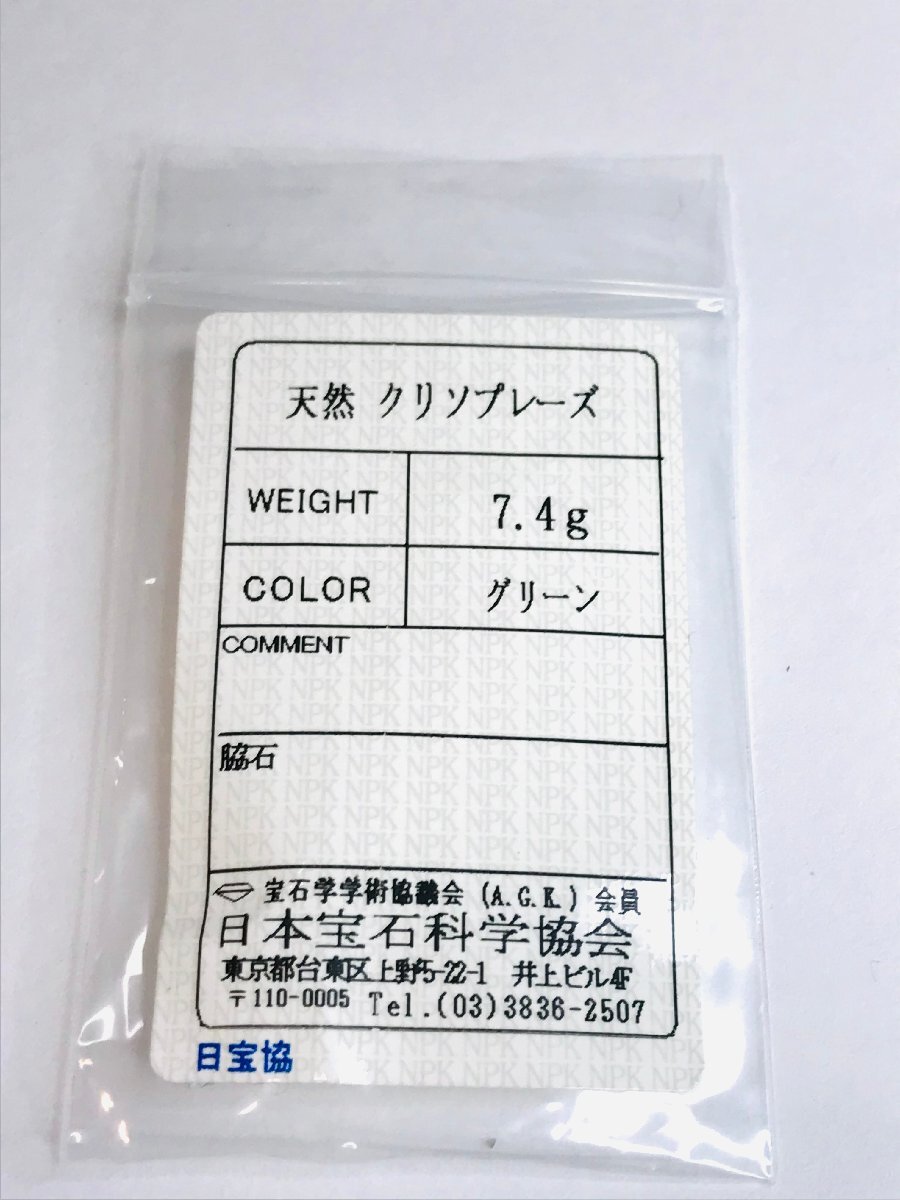 天然 クリソプレーズ
WEIGHT 7.4g
COLOR グリーン
COMMENT
脇石
宝石学学術協議会 (A.G.K.) 会員
日本宝石科学協会
東京都台東区上野5-22-1 井上ビル4F
〒110-0005 Tel.(03)3836-2507
日宝協